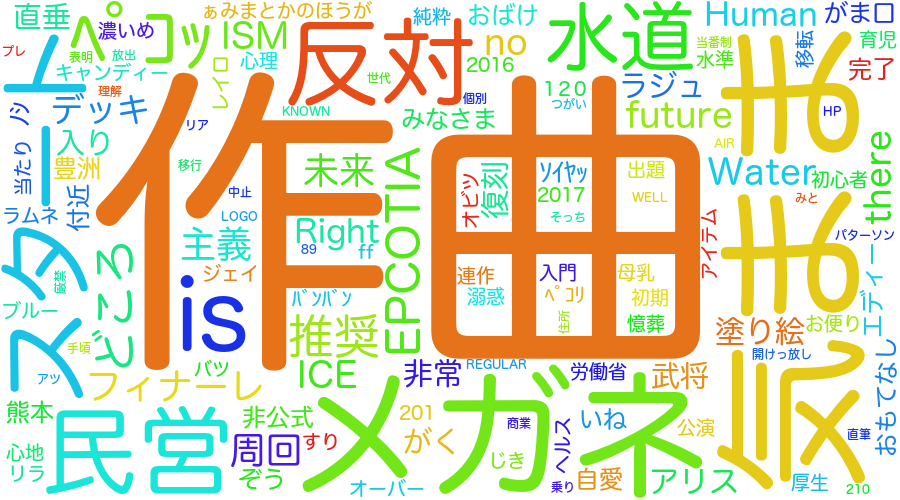 直垂
ペコッ
濃いめ
ぁみまとかのほうが
ISM
反対
純粋
おばけ
水道
Human
がま口
プレ
表明
放出
キャンディー
理解
レイロ
心理
no
2016
当番制
水準
移転
育児
完了
ート
ノシ
デッキ
世代
個別
120
つがい
ラジュ
KNOWN
みなさま
future
HP
まま
入り
リア
AIR
当たり
豊洲
移行
未来
ソイヤッ
出題
Water
初心者
there
付近
中止
オビツ
復刻
2017
WELL
みと
ラムネ
LOGO
Right
そっち
アイテム
パターソン
作曲
スター
主義
89
ff
EPCOTIA
どころ
厳禁
is
ジェイ
連作
入門
母乳
エディー
ブルー
バンバン
溺惑
ペコリ
初期
手頃
推奨
住所
憶葬
塗り絵
お便り
アツ
バツ
REGULAR
開けっ放し
フィナーレ
ICE
非常
労働省
武将
気
おもてなし
熊本
民営
非公式
201
メガネ
商業
いね
公演
直筆
心地
周回
すり
がく
ヘルス
リラ
ぞう
じき
自愛
アリス
厚生
オーバー
乗り
210